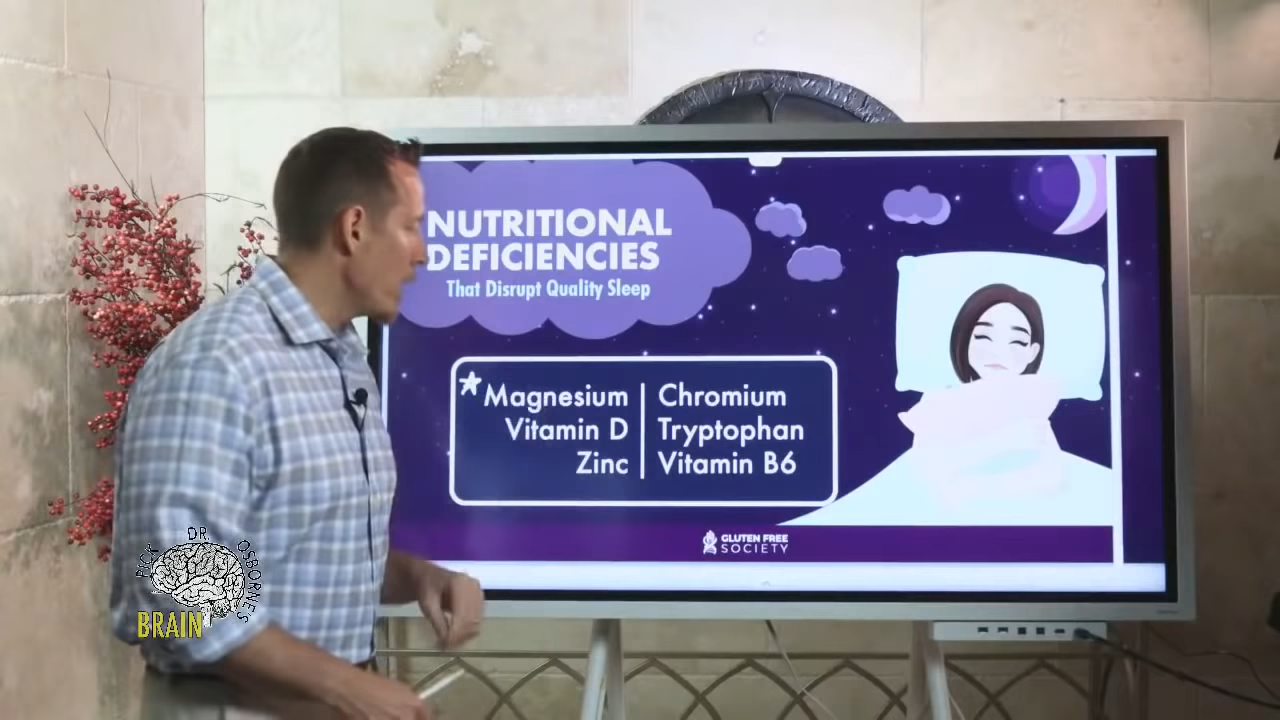 NUTRITIONAL
DEFICIENCIES
That Disrupt Quality Sleep
Magnesium
Vitamin D
Zinc
Chromium
Tryptophan
Vitamin B6
GLUTEN FREE
SOCIETY
PICK DR. OSBORNE'S
BRAIN